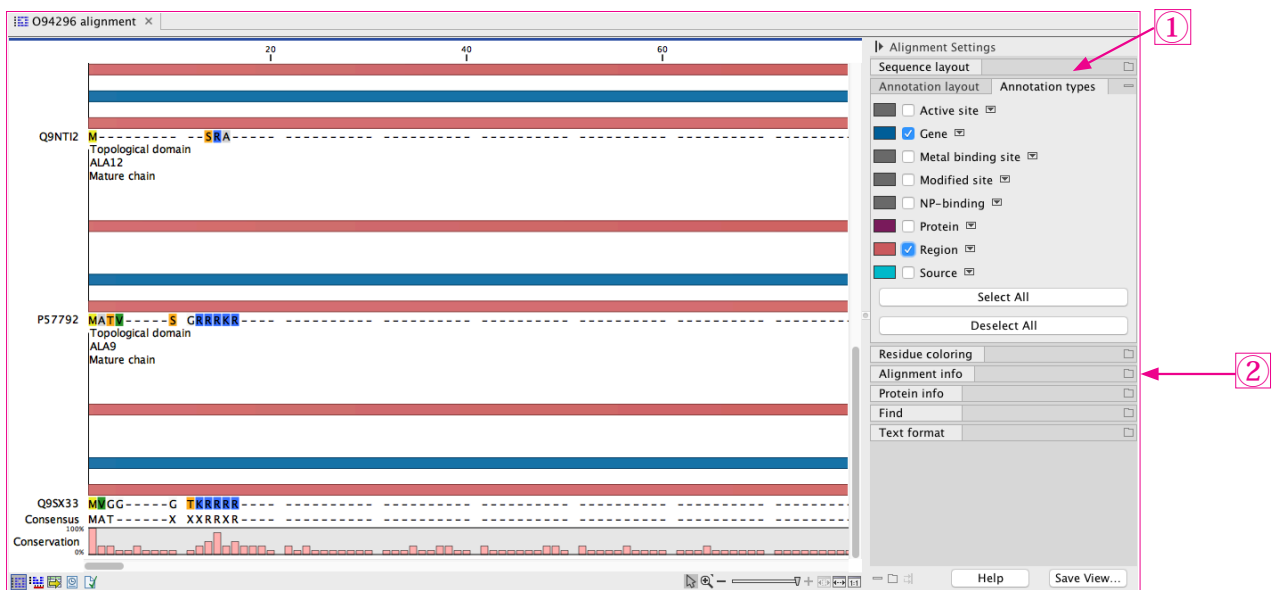 O94296 alignment ×
①
20 40 60
Q9NTI2 M- - - - - - - - - - -SRA- - - - - - - - - - - - - - - - - - - - - - - - - - - - - - - - - - - - - - - - - - - - - - - - - - - - - - - - - - - - - -
Topological domain
ALA12
Mature chain
P57792 MATV- - - - -S GRRRKR- - - - - - - - - - - - - - - - - - - - - - - - - - - - - - - - - - - - - - - - - - - - - - - - - - - - - - - - - - - - - -
Topological domain
ALA9
Mature chain
Q9SX33 MVGG- - - - -G TKRRRR- - - - - - - - - - - - - - - - - - - - - - - - - - - - - - - - - - - - - - - - - - - - - - - - - - - - - - - - - - - - - -
Consensus MAT- - - - - -X XXRRXR- - - - - - - - - - - - - - - - - - - - - - - - - - - - - - - - - - - - - - - - - - - - - - - - - - - - - - - - - - - - - -
100%
Conservation
0%
Alignment Settings
Sequence layout
Annotation layout Annotation types
Active site
Gene
Metal binding site
Modified site
NP-binding
Protein
Region
Source
Select All
Deselect All
Residue coloring
Alignment info
②
Protein info
Find
Text format
1:1
Help Save View...